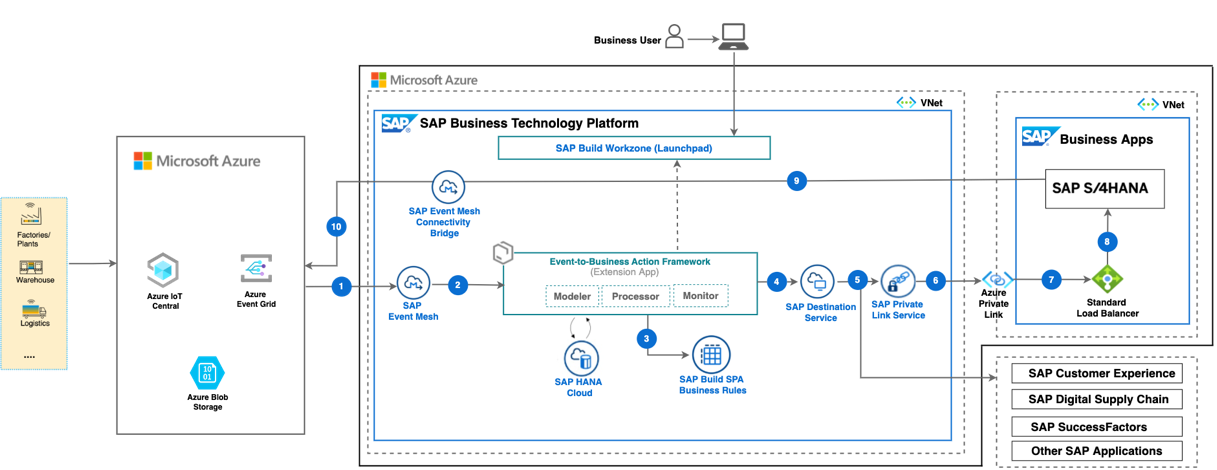 Business User
Microsoft Azure
VNet
VNet
SAP
SAP Business Technology Platform
SAP Build Workzone (Launchpad)
SAP
Business Apps
Microsoft Azure
9
SAP S/4HANA
SAP Event Mesh
Connectivity
Bridge
10
Factories/
Plants
Warehouse
Logistics
....
Azure IoT
Central
Azure
Event Grid
10
01
Azure Blob
Storage
1
SAP
Event Mesh
2
Event-to-Business Action Framework
(Extension App)
Modeler
Processor
Monitor
3
SAP HANA
Cloud
SAP Build SPA
Business Rules
4
SAP Destination
Service
5
SAP Private
Link Service
6
Azure
Private
Link
7
8
Standard
Load Balancer
SAP Customer Experience
SAP Digital Supply Chain
SAP SuccessFactors
Other SAP Applications